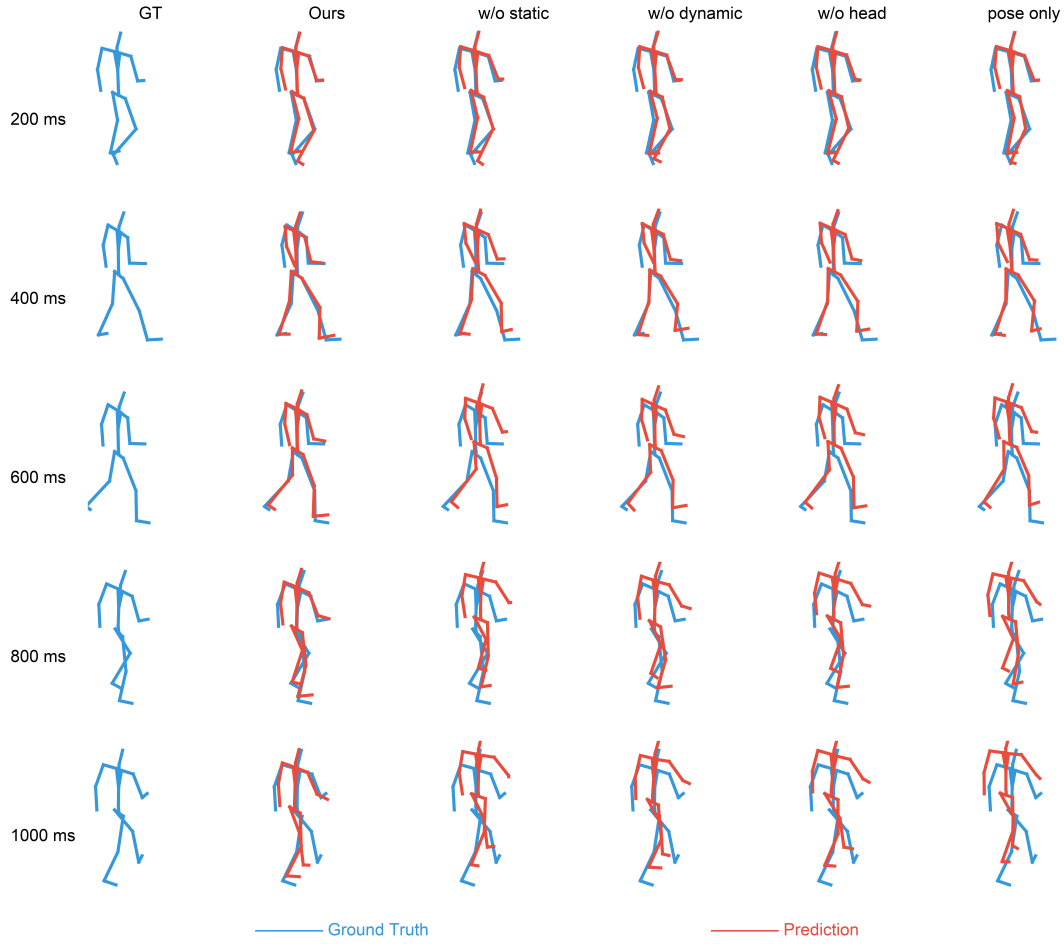 GT Ours w/o static w/o dynamic w/o head pose only
200 ms
400 ms
600 ms
800 ms
1000 ms
Ground Truth Prediction